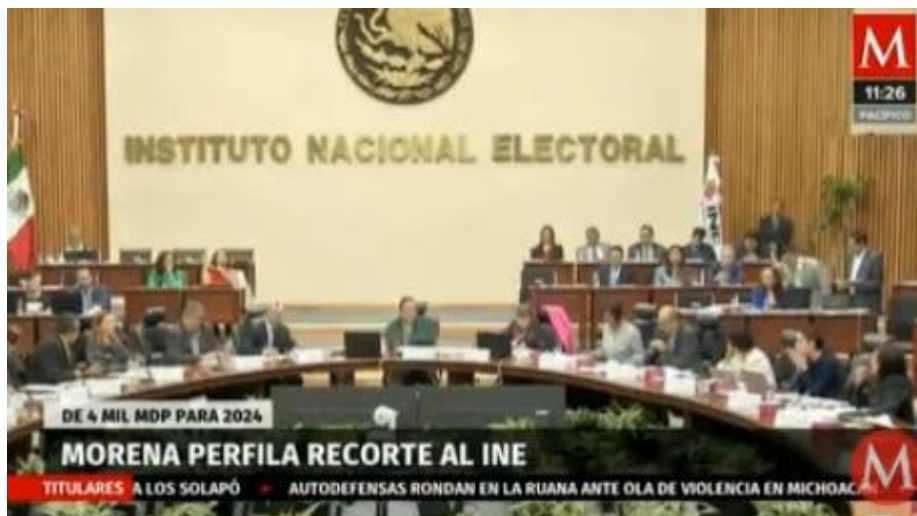 M
11:26
PACÍFICO
INSTITUTO NACIONAL ELECTORAL
DE 4 MIL MDP PARA 2024
MORENA PERFILA RECORTE AL INE
M
TITULARES A LOS SOLAPÓ AUTODEFENSAS RONDAN EN LA RUANA ANTE OLA DE VIOLENCIA EN MICHOACÁN